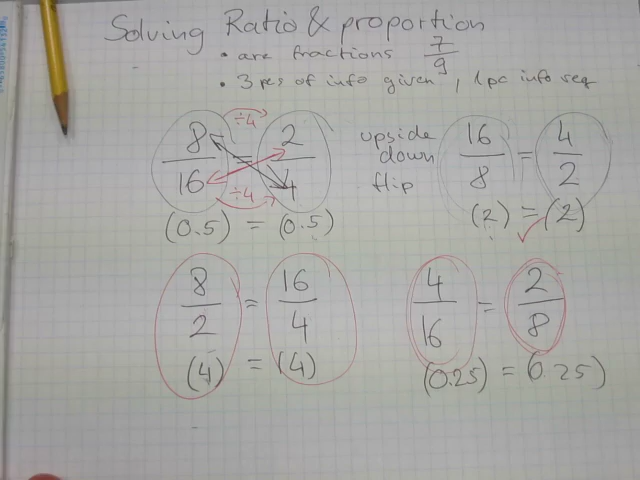 Solving Ratio & proportion
• are fractions 7/9
• 3 pcs of info given, 1 pc info req
8/16 = 2/4
÷4
÷4
(0.5) = (0.5)
upside down flip
16/8 = 4/2
(2) = (2)
8/2 = 16/4
(4) = (4)
4/16 = 2/8
(0.25) = 0.25)